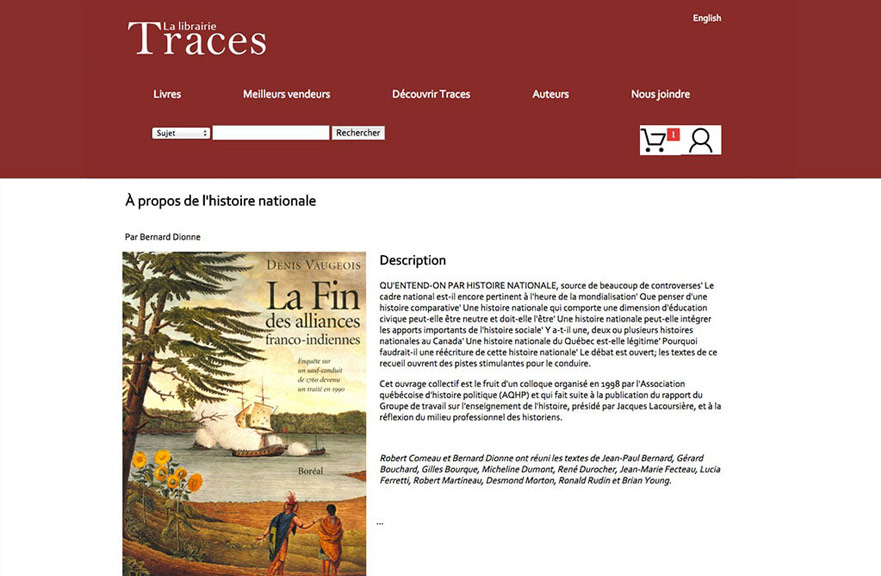 English
La librairie
Traces
Livres
Meilleurs vendeurs
Découvrir Traces
Auteurs
Nous joindre
Sujet
Rechercher
1
À propos de l'histoire nationale
Par Bernard Dionne
DENIS VAUGEOIS
La Fin
des alliances
franco-indiennes
Enquête sur
un sauf-conduit
de 1760 devenu
un traité en 1990
Boréal
Description
QU'ENTEND-ON PAR HISTOIRE NATIONALE, source de beaucoup de controverses' Le
cadre national est-il encore pertinent à l'heure de la mondialisation' Que penser d'une
histoire comparative' Une histoire nationale qui comporte une dimension d'éducation
civique peut-elle être neutre et doit-elle l'être' Une histoire nationale peut-elle intégrer
les apports importants de l'histoire sociale' Y a-t-il une, deux ou plusieurs histoires
nationales au Canada' Une histoire nationale du Québec est-elle légitime' Pourquoi
faudrait-il une réécriture de cette histoire nationale' Le débat est ouvert; les textes de ce
recueil ouvrent des pistes stimulantes pour le conduire.
Cet ouvrage collectif est le fruit d'un colloque organisé en 1998 par l'Association
québécoise d'histoire politique (AQHP) et qui fait suite à la publication du rapport du
Groupe de travail sur l'enseignement de l'histoire, présidé par Jacques Lacoursière, et à la
réflexion du milieu professionnel des historiens.
Robert Comeau et Bernard Dionne ont réuni les textes de Jean-Paul Bernard, Gérard
Bouchard, Gilles Bourque, Micheline Dumont, René Durocher, Jean-Marie Fecteau, Lucia
Ferretti, Robert Martineau, Desmond Morton, Ronald Rudin et Brian Young.
...